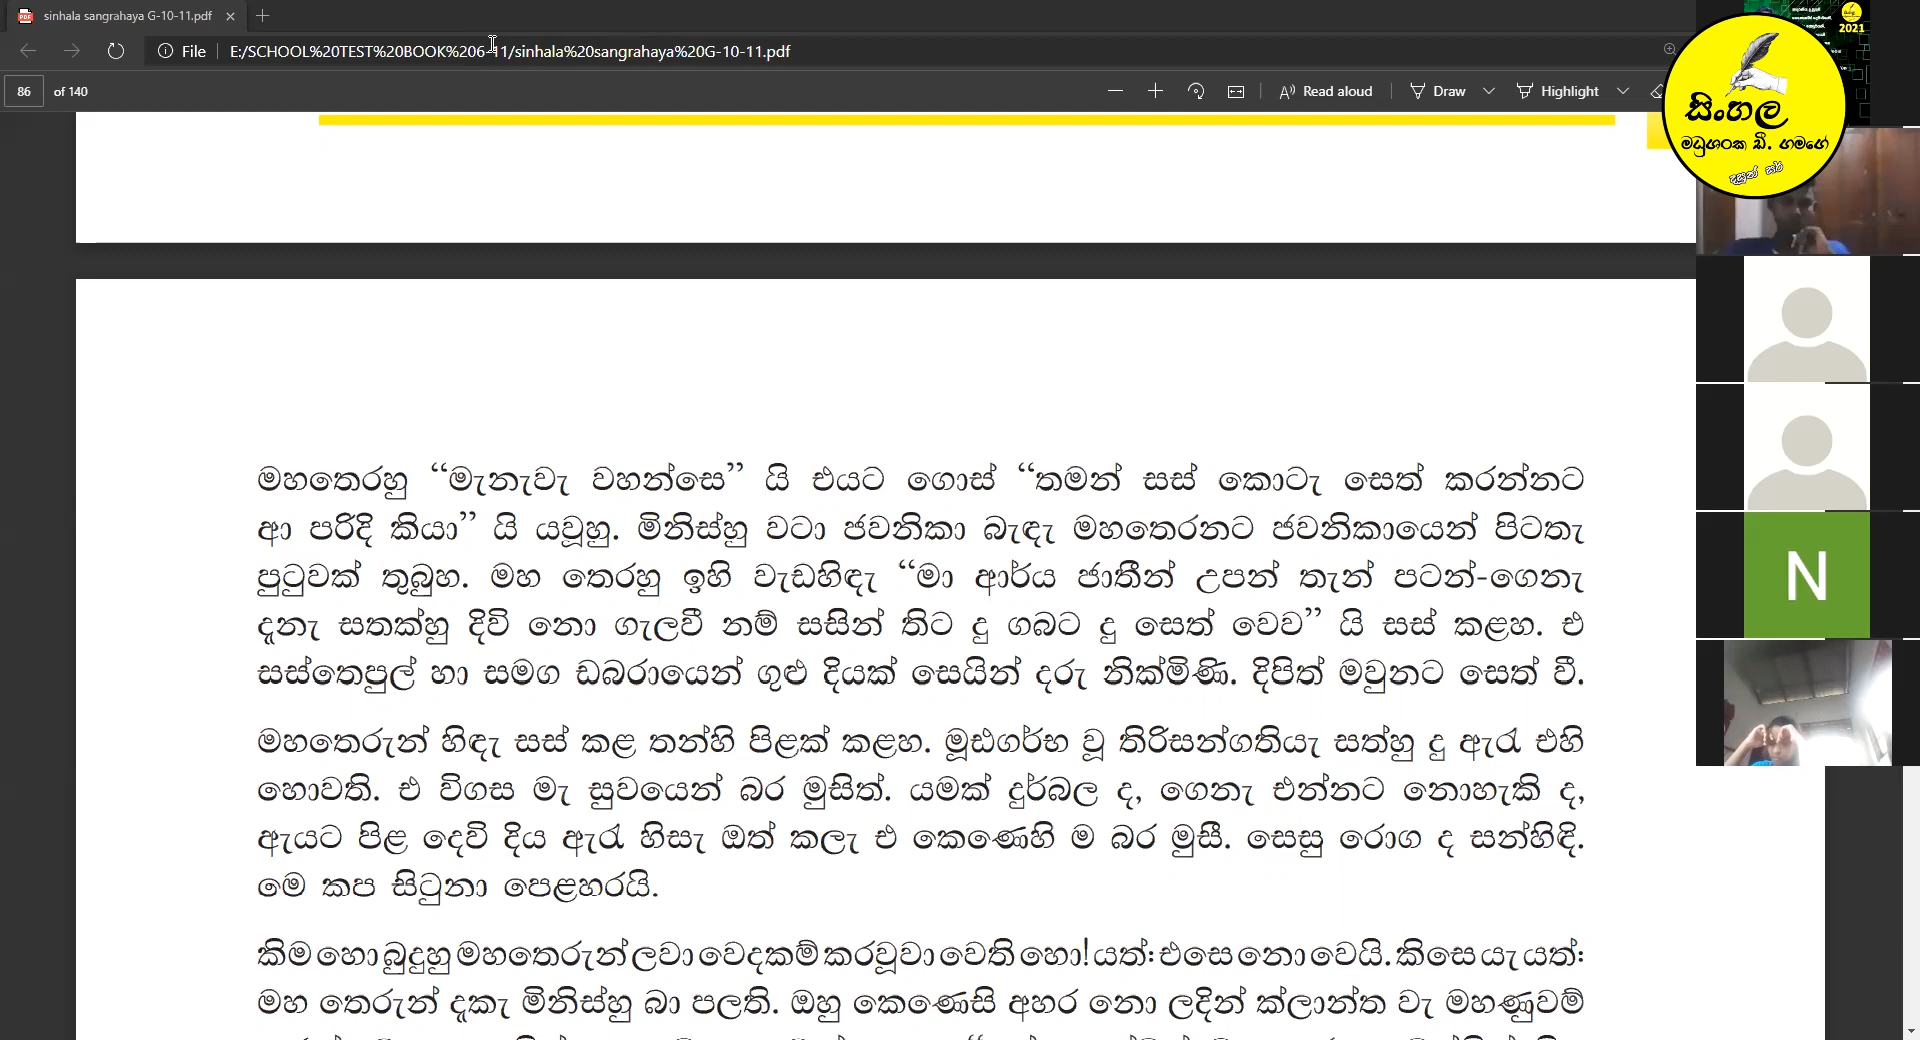 sinhala sangrahaya G-10-11.pdf
File
E:/SCHOOL%20TEST%20BOOK%206-11/sinhala%20sangrahaya%20G-10-11.pdf
86 of 140
Read aloud
Draw
Highlight
2021
සිංහල
මධුශංක ඩී. ගමගේ
දසුන් සර්
N
මහතෙරහු “මැනැවැ වහන්සෙ” යි එයට ගොස් “තමන් සස් කොටැ සෙත් කරන්නට
ආ පරිදි කියා” යි යවූහු. මිනිස්හු වටා ජවනිකා බැඳැ මහතෙරනට ජවනිකායෙන් පිටතැ
පුටුවක් තුබූහ. මහ තෙරහු ඉහි වැඩහිඳැ “මා ආර්ය ජාතීන් උපන් තැන් පටන්-ගෙනැ
දැනැ සතක්හු දිවි නො ගැලවී නම් සසින් තිට දු ගබට දු සෙත් වෙව” යි සස් කළහ. එ
සස්තෙපුල් හා සමග ඩබරායෙන් ගුළු දියක් සෙයින් දරු නික්මිණි. දිපිත් මවුනට සෙත් වී.
මහතෙරුන් හිඳැ සස් කළ තන්හි පිළක් කළහ. මූඪගර්භ වූ තිරිසන්ගතියැ සත්හු දු ඇරැ එහි
හොවති. එ විගස මැ සුවයෙන් බර මුසිත්. යමක් දුර්බල ද, ගෙනැ එන්නට නොහැකි ද,
ඇයට පිළ දෙවි දිය ඇරැ හිසැ ඔත් කලැ එ කෙණෙහි ම බර මුසී. සෙසු රොග ද සන්හිඳි.
මෙ කප සිටුනා පෙළහරයි.
කිම හො බුදුහු මහතෙරුන් ලවා වෙදකම් කරවූවා වෙති හො! යත්: එසෙ නො වෙයි. කිසෙ යැ යත්:
මහ තෙරුන් දැකැ මිනිස්හු බා පලති. ඔහු කෙණෙසි අහර නො ලදින් ක්ලාන්ත වැ මහණුවම්